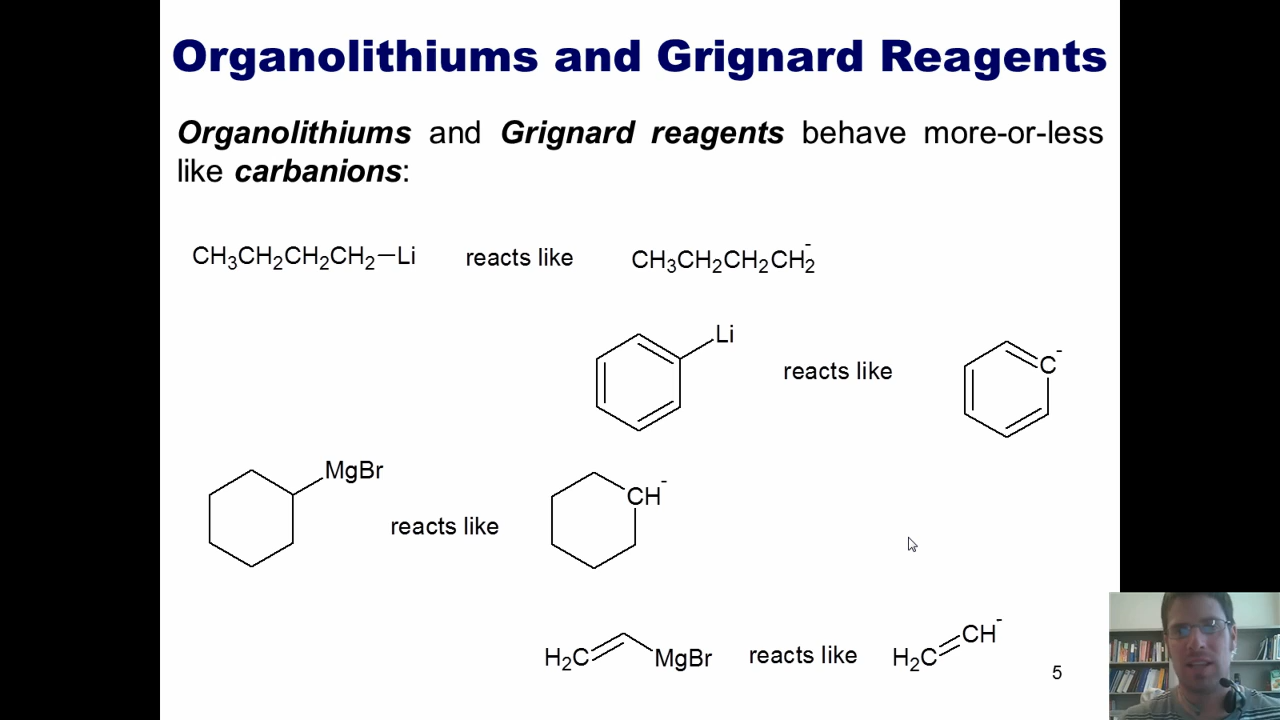 Organolithiums and Grignard Reagents
Organolithiums and Grignard reagents behave more-or-less
like carbanions:
CH₃CH₂CH₂CH₂—Li reacts like CH₃CH₂CH₂CH₂⁻
Li
reacts like
C⁻
MgBr
reacts like
CH⁻
H₂C MgBr reacts like H₂C CH⁻
5